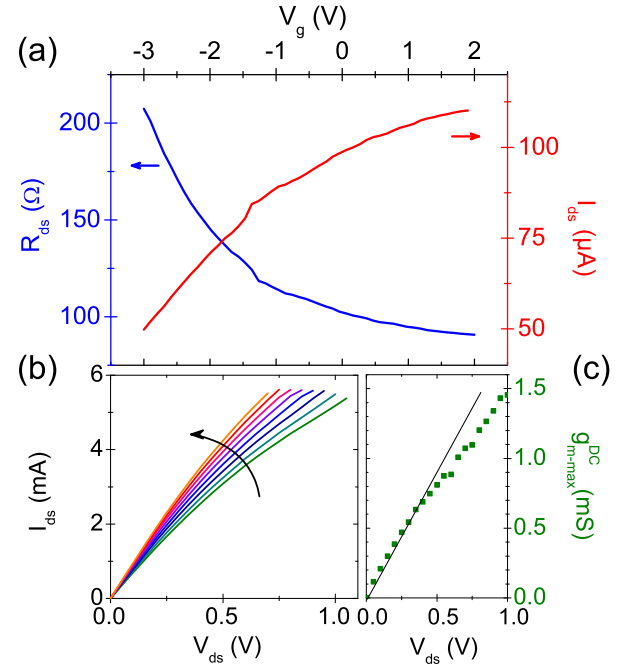 V_g (V)
(a)
-3 -2 -1 0 1 2
200
150
100
R_ds (Ω)
100
75
50
I_ds (μA)
(b)
6
4
2
0
I_ds (mA)
0.0 0.5 1.0
V_ds (V)
(c)
1.5
1.0
0.5
0.0
g_m-max^DC (mS)
0.0 0.5 1.0
V_ds (V)